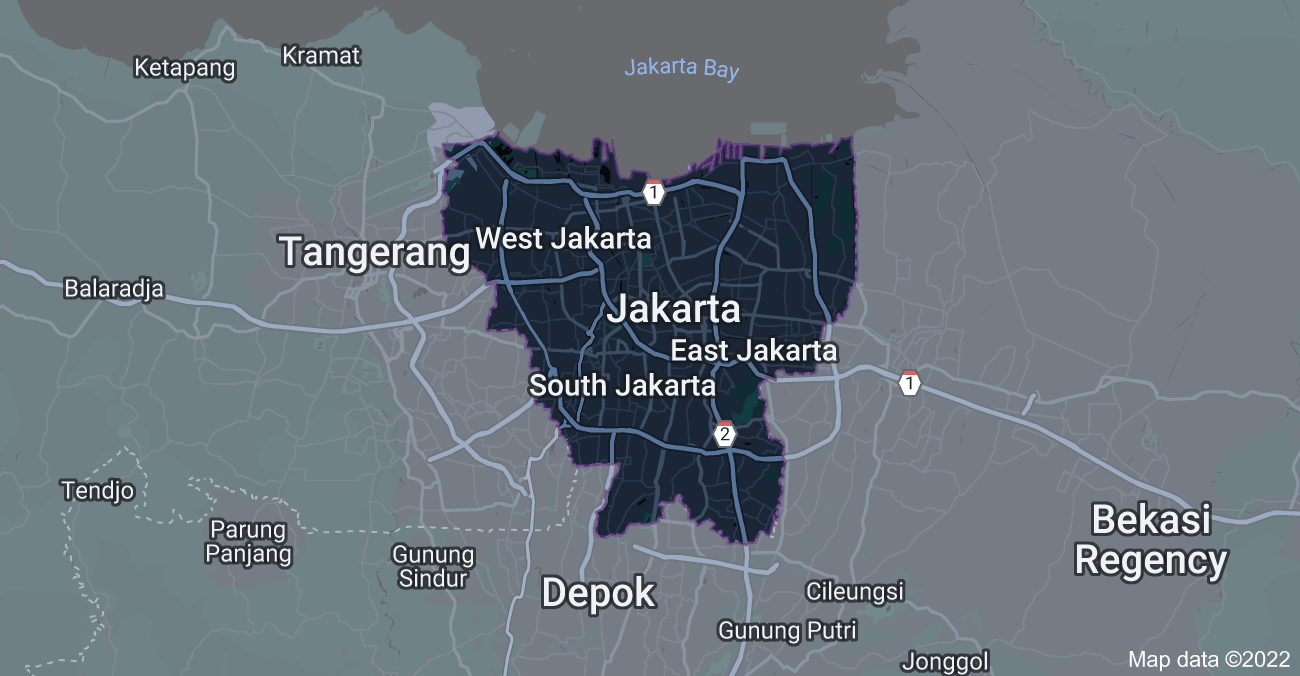 Kramat
Ketapang
Jakarta Bay
1
West Jakarta
Tangerang
Balaradja
Jakarta
East Jakarta
South Jakarta
1
2
Tendjo
Parung
Panjang
Bekasi
Regency
Gunung
Sindur
Depok
Cileungsi
Gunung Putri
Jonggol
Map data ©2022